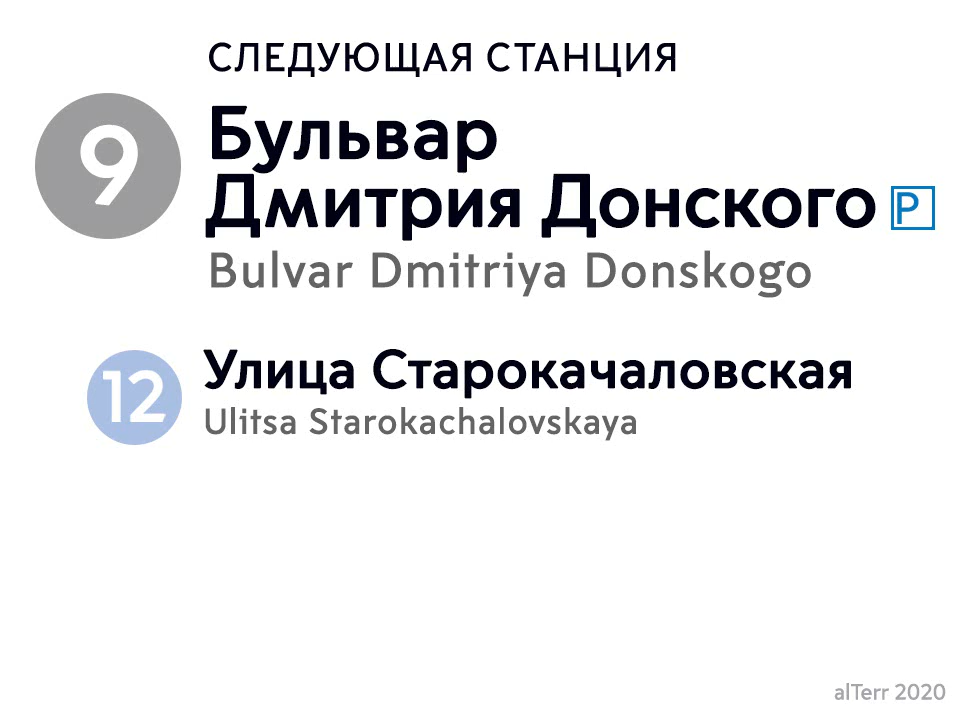 СЛЕДУЮЩАЯ СТАНЦИЯ
9
Бульвар
Дмитрия Донского P
Bulvar Dmitriya Donskogo
12
Улица Старокачаловская
Ulitsa Starokachalovskaya
alTerr 2020